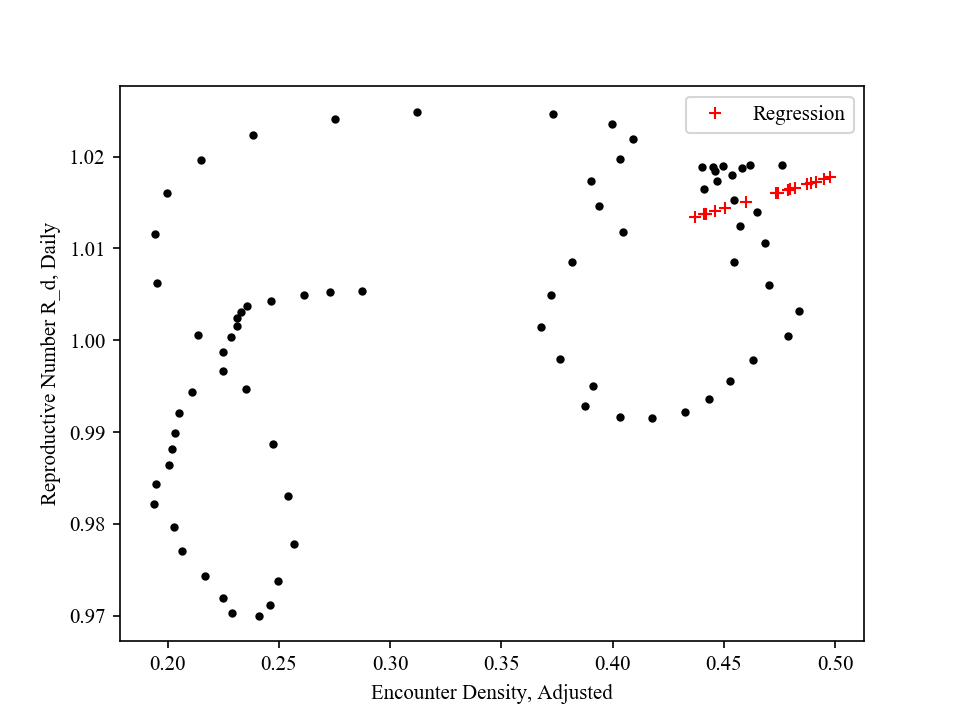 Regression
1.02
1.01
1.00
0.99
0.98
0.97
Reproductive Number R_d, Daily
0.20 0.25 0.30 0.35 0.40 0.45 0.50
Encounter Density, Adjusted